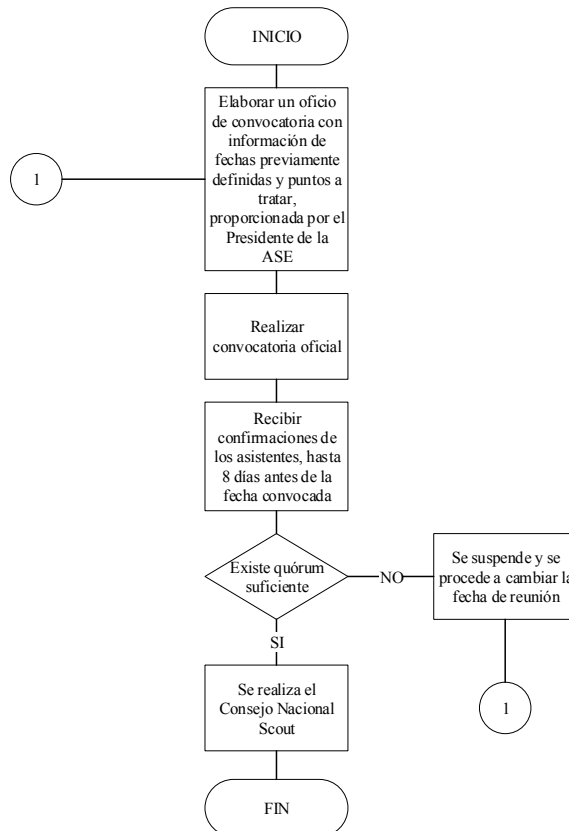 INICIO
Elaborar un oficio
de convocatoria con
información de
fechas previamente
definidas y puntos a
tratar,
proporcionada por el
Presidente de la
ASE
1
Realizar
convocatoria oficial
Recibir
confirmaciones de
los asistentes, hasta
8 días antes de la
fecha convocada
Existe quórum
suficiente
NO
Se suspende y se
procede a cambiar la
fecha de reunión
1
SI
Se realiza el
Consejo Nacional
Scout
FIN